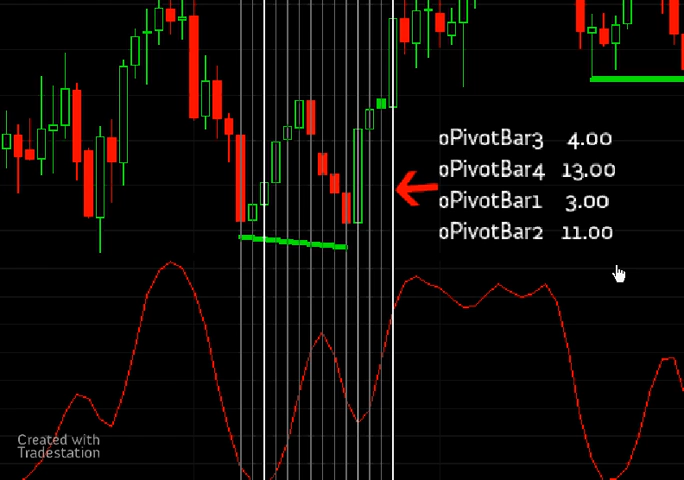 oPivotBar3 4.00
oPivotBar4 13.00
oPivotBar1 3.00
oPivotBar2 11.00
Created with
Tradestation